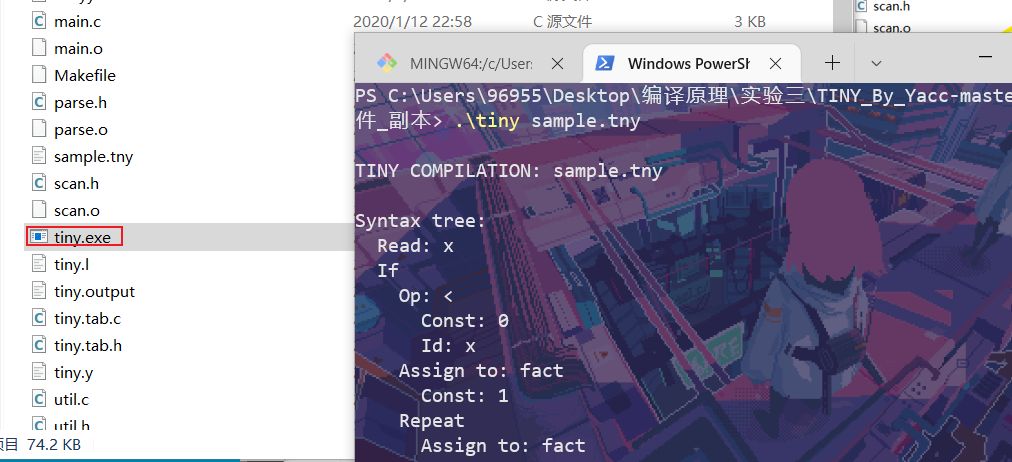 main.c
2020/1/12 22:58
C 源文件
3 KB
main.o
Makefile
parse.h
parse.o
sample.tny
scan.h
scan.o
tiny.exe
tiny.l
tiny.output
tiny.tab.c
tiny.tab.h
tiny.y
util.c
util.h
项目 74.2 KB
scan.h
scan.o
MINGW64:/c/User:
Windows PowerSh
PS C:\Users\96955\Desktop\编译原理\实验三\TINY_By_Yacc-maste
件_副本> .\tiny sample.tny
TINY COMPILATION: sample.tny
Syntax tree:
Read: x
If
Op: <
Const: 0
Id: x
Assign to: fact
Const: 1
Repeat
Assign to: fact